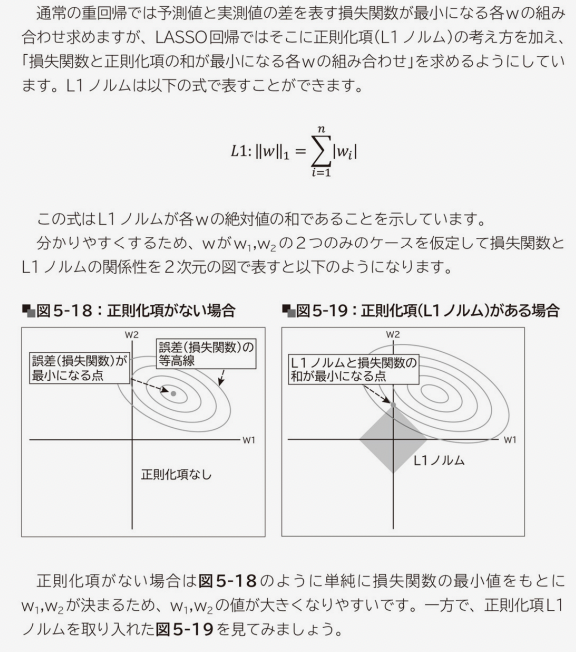 通常の重回帰では予測値と実測値の差を表す損失関数が最小になる各wの組み
合わせ求めますが、LASSO回帰ではそこに正則化項(L1ノルム)の考え方を加え、
「損失関数と正則化項の和が最小になる各wの組み合わせ」を求めるようにしてい
ます。L1ノルムは以下の式で表すことができます。
L1: ‖w‖₁ = ∑ⁿᵢ₌₁|wᵢ|
この式はL1ノルムが各wの絶対値の和であることを示しています。
分かりやすくするため、wがw₁,w₂の2つのみのケースを仮定して損失関数と
L1ノルムの関係性を2次元の図で表すと以下のようになります。
■図5-18：正則化項がない場合
W2
誤差(損失関数)が
最小になる点
誤差(損失関数)の
等高線
W1
正則化項なし
■図5-19：正則化項(L1ノルム)がある場合
W2
L1ノルムと損失関数の
和が最小になる点
W1
L1ノルム
正則化項がない場合は図5-18のように単純に損失関数の最小値をもとに
w₁,w₂が決まるため、w₁,w₂の値が大きくなりやすいです。一方で、正則化項L1
ノルムを取り入れた図5-19を見てみましょう。